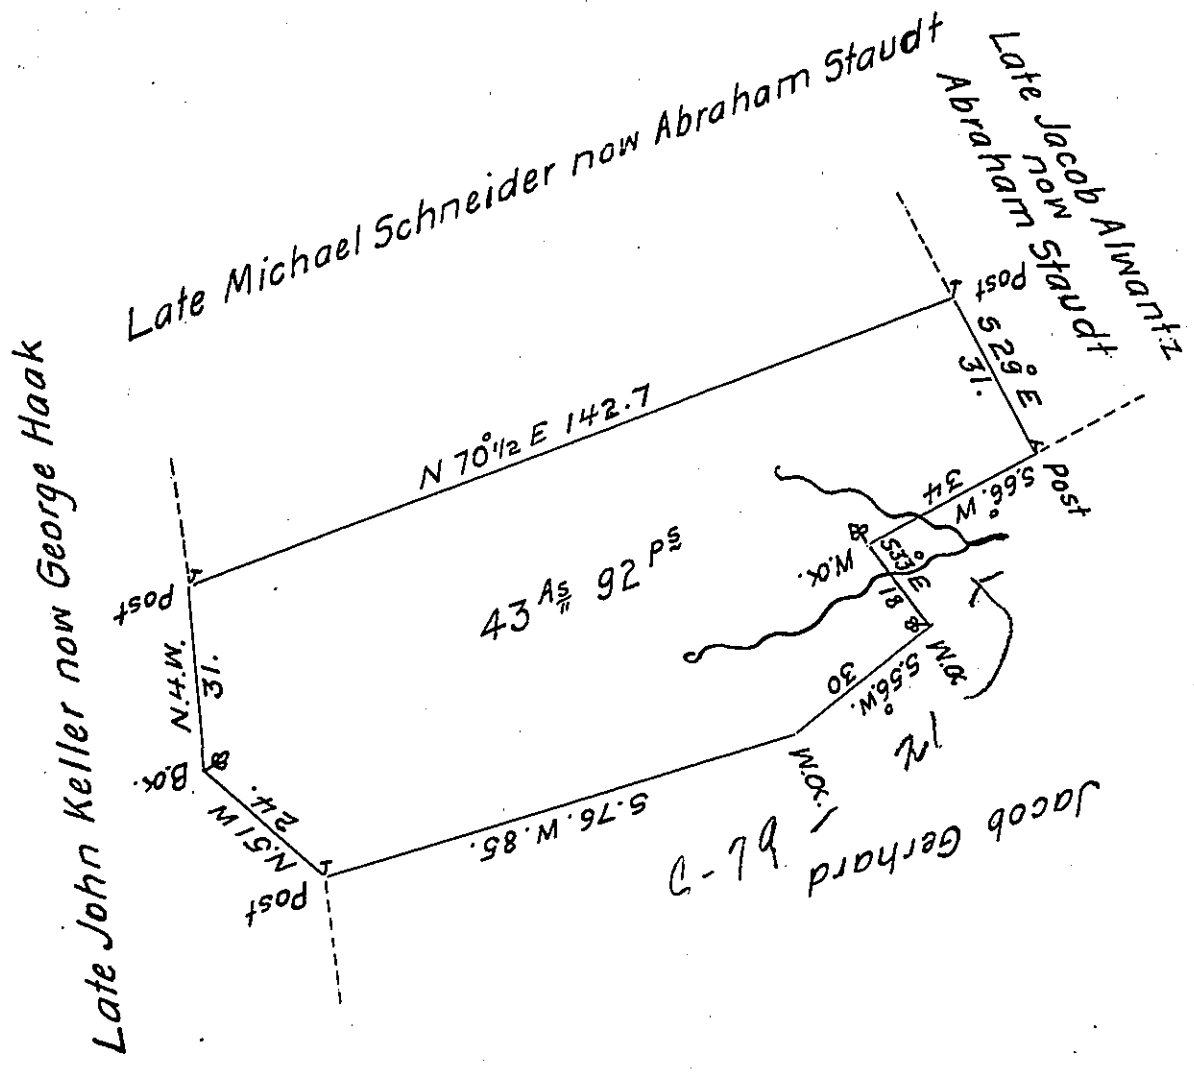 Late Michael Schneider now Abraham Staudt
Late Jacob Alwantz
now
Abraham Staudt
Post
S 29° E
31.
N 70°1/2 E 142.7
Post
S.66.°W
34
W.O.
S33°E
18
W.O.
S.56.°W.
30
W.O.
43 As 92 Ps
Post
N.4.W.
31.
B.O.
N.51 W
24.
Post
S.76.W.85.
Jacob Gerhard
Late John Keller now George Haak